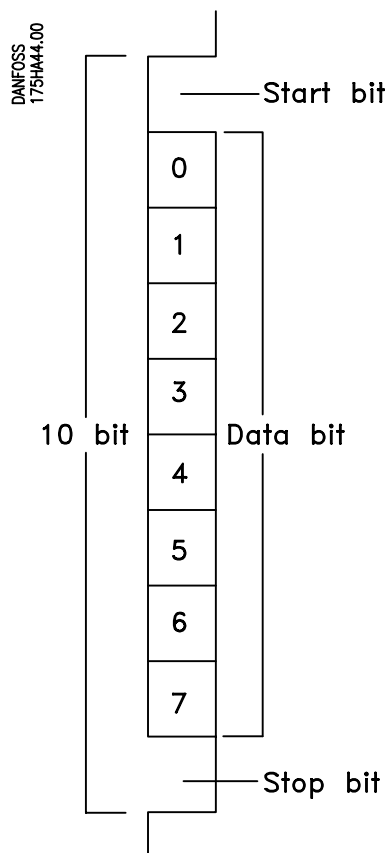 DANFOSS
175HA44.00
Start bit
0
1
2
3
10 bit
Data bit
4
5
6
7
Stop bit